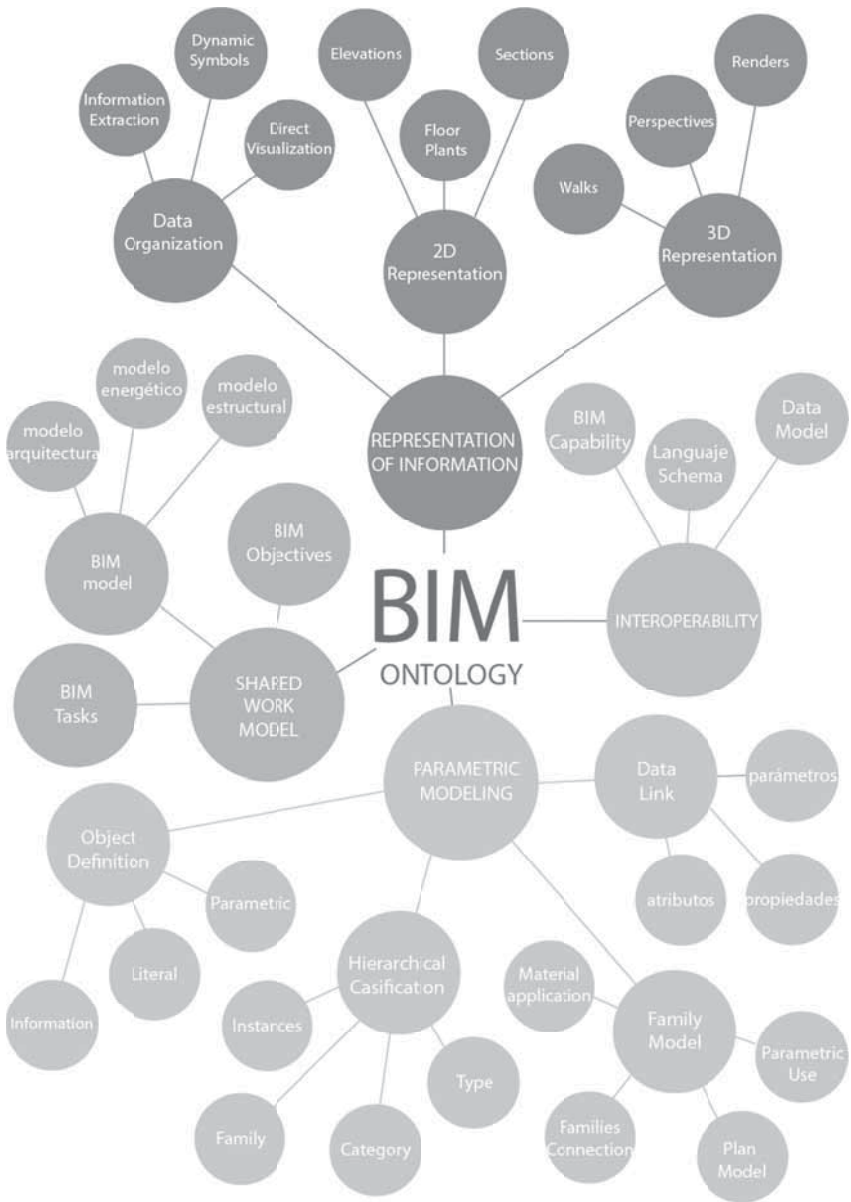 Dynamic
Symbols
Elevations
Sections
Renders
Information
Extraction
Direct
Visualization
Floor
Plants
Perspectives
Walks
Data
Organization
2D
Representation
3D
Representation
modelo
energético
modelo
estructural
modelo
arquitectura
BIM
Capability
Data
Model
Languaje
Schema
REPRESENTATION
OF INFORMATION
BIM
Objectives
BIM
model
BIM
ONTOLOGY
INTEROPERABILITY
BIM
Tasks
SHARED
WORK
MODEL
PARAMETRIC
MODELING
Data
Link
parámetros
Object
Definition
Parametric
atributos
propiedades
Literal
Information
Hierarchical
Casification
Instances
Type
Family
Category
Material
application
Family
Model
Parametric
Use
Families
Connection
Plan
Model